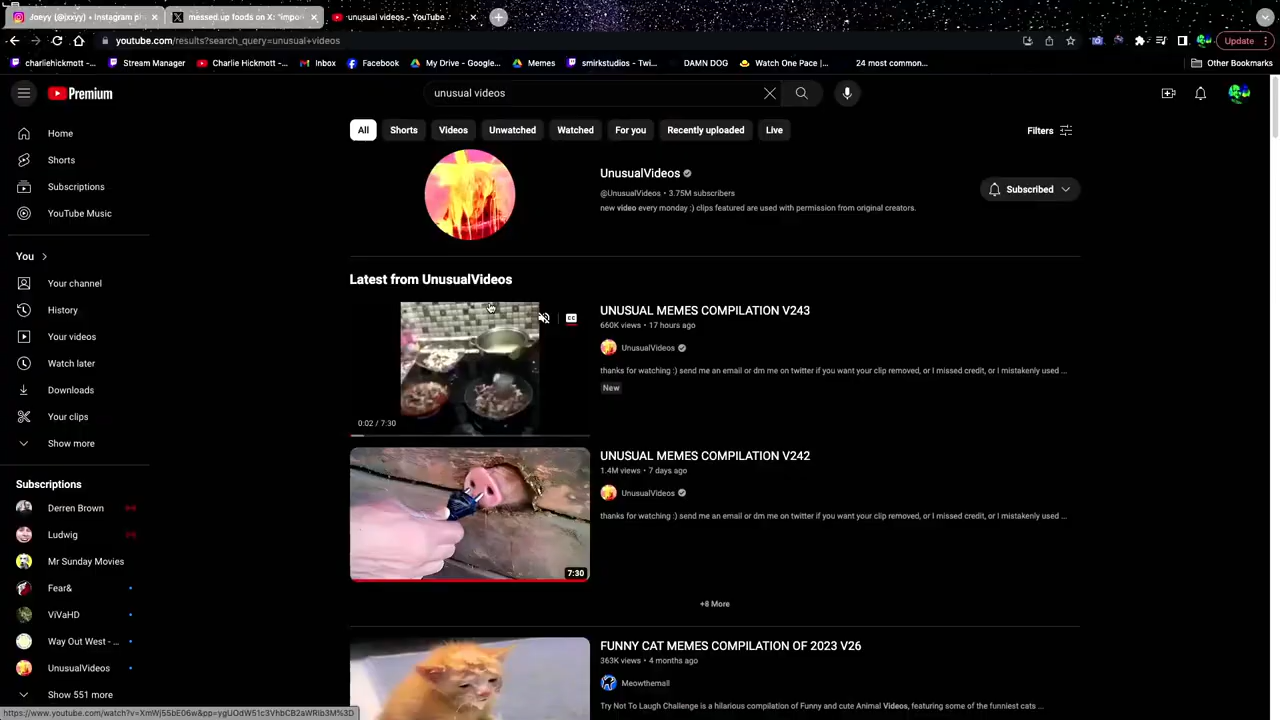 Joeyy (@jxxyy) • Instagram ph
messed up foods on X: "impor
unusual videos - YouTube
youtube.com/results?search_query=unusual+videos
Update
charliehickmott - ...
Stream Manager
Charlie Hickmott -...
Inbox
Facebook
My Drive - Google...
Memes
smirkstudios - Twi...
DAMN DOG
Watch One Pace |...
24 most common...
Other Bookmarks
Premium
unusual videos
Home
Shorts
Subscriptions
YouTube Music
You
Your channel
History
Your videos
Watch later
Downloads
Your clips
Show more
Subscriptions
Derren Brown
Ludwig
Mr Sunday Movies
Fear&
ViVaHD
Way Out West - ...
UnusualVideos
Show 551 more
All
Shorts
Videos
Unwatched
Watched
For you
Recently uploaded
Live
Filters
UnusualVideos
@UnusualVideos • 3.75M subscribers
new video every monday :) clips featured are used with permission from original creators.
Subscribed
Latest from UnusualVideos
CC
0:02 / 7:30
UNUSUAL MEMES COMPILATION V243
660K views • 17 hours ago
UnusualVideos
thanks for watching :) send me an email or dm me on twitter if you want your clip removed, or I missed credit, or I mistakenly used ...
New
7:30
UNUSUAL MEMES COMPILATION V242
1.4M views • 7 days ago
UnusualVideos
thanks for watching :) send me an email or dm me on twitter if you want your clip removed, or I missed credit, or I mistakenly used ...
+8 More
FUNNY CAT MEMES COMPILATION OF 2023 V26
363K views • 4 months ago
Meowthemall
Try Not To Laugh Challenge is a hilarious compilation of Funny and cute Animal Videos, featuring some of the funniest cats ...